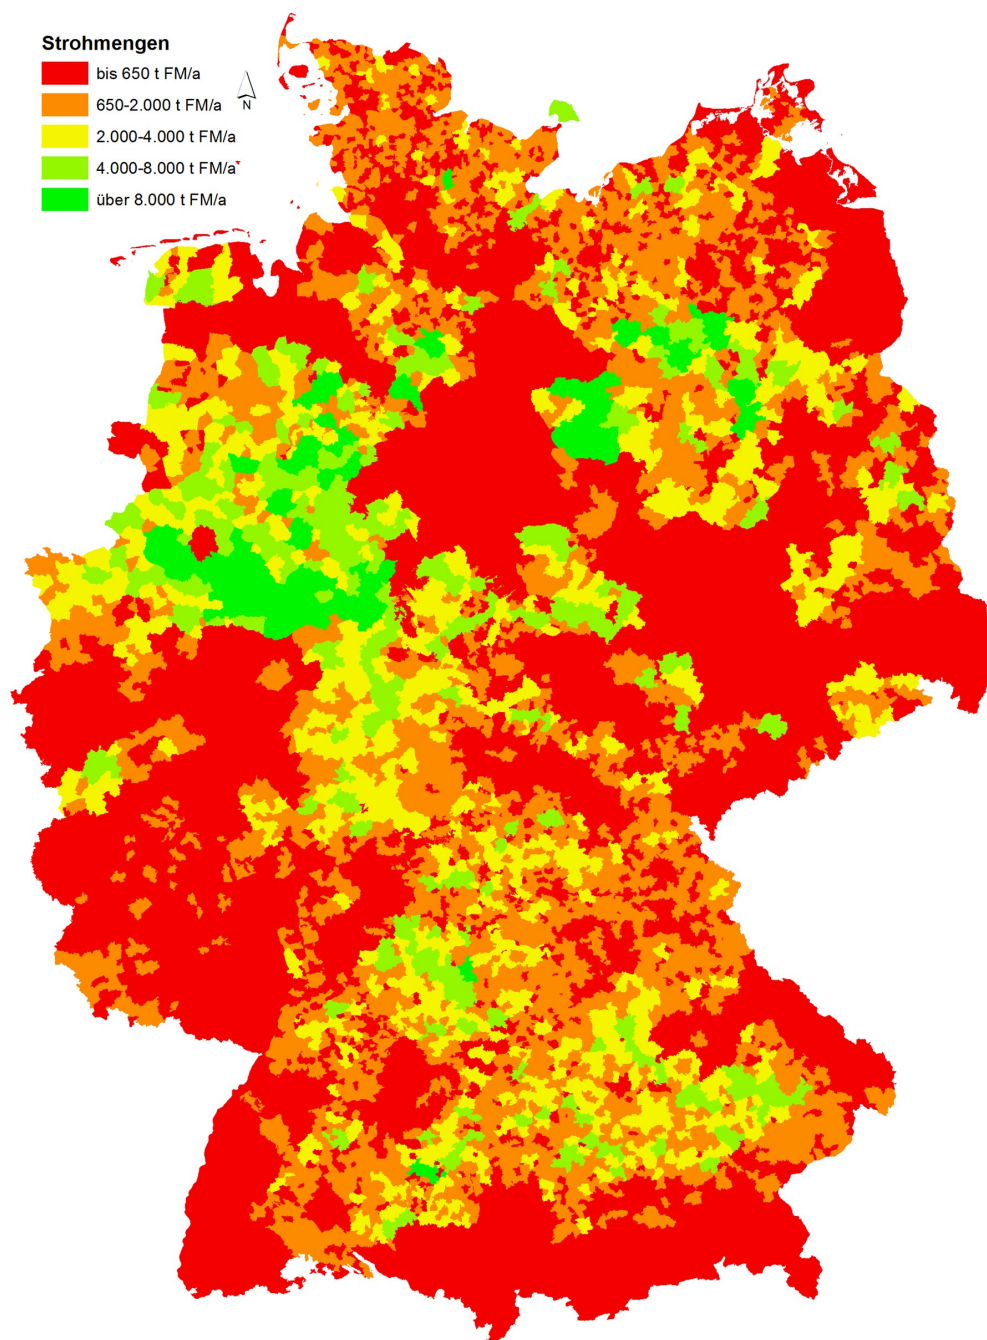 Strohmengen
bis 650 t FM/a
650-2.000 t FM/a
2.000-4.000 t FM/a
4.000-8.000 t FM/a
über 8.000 t FM/a
N